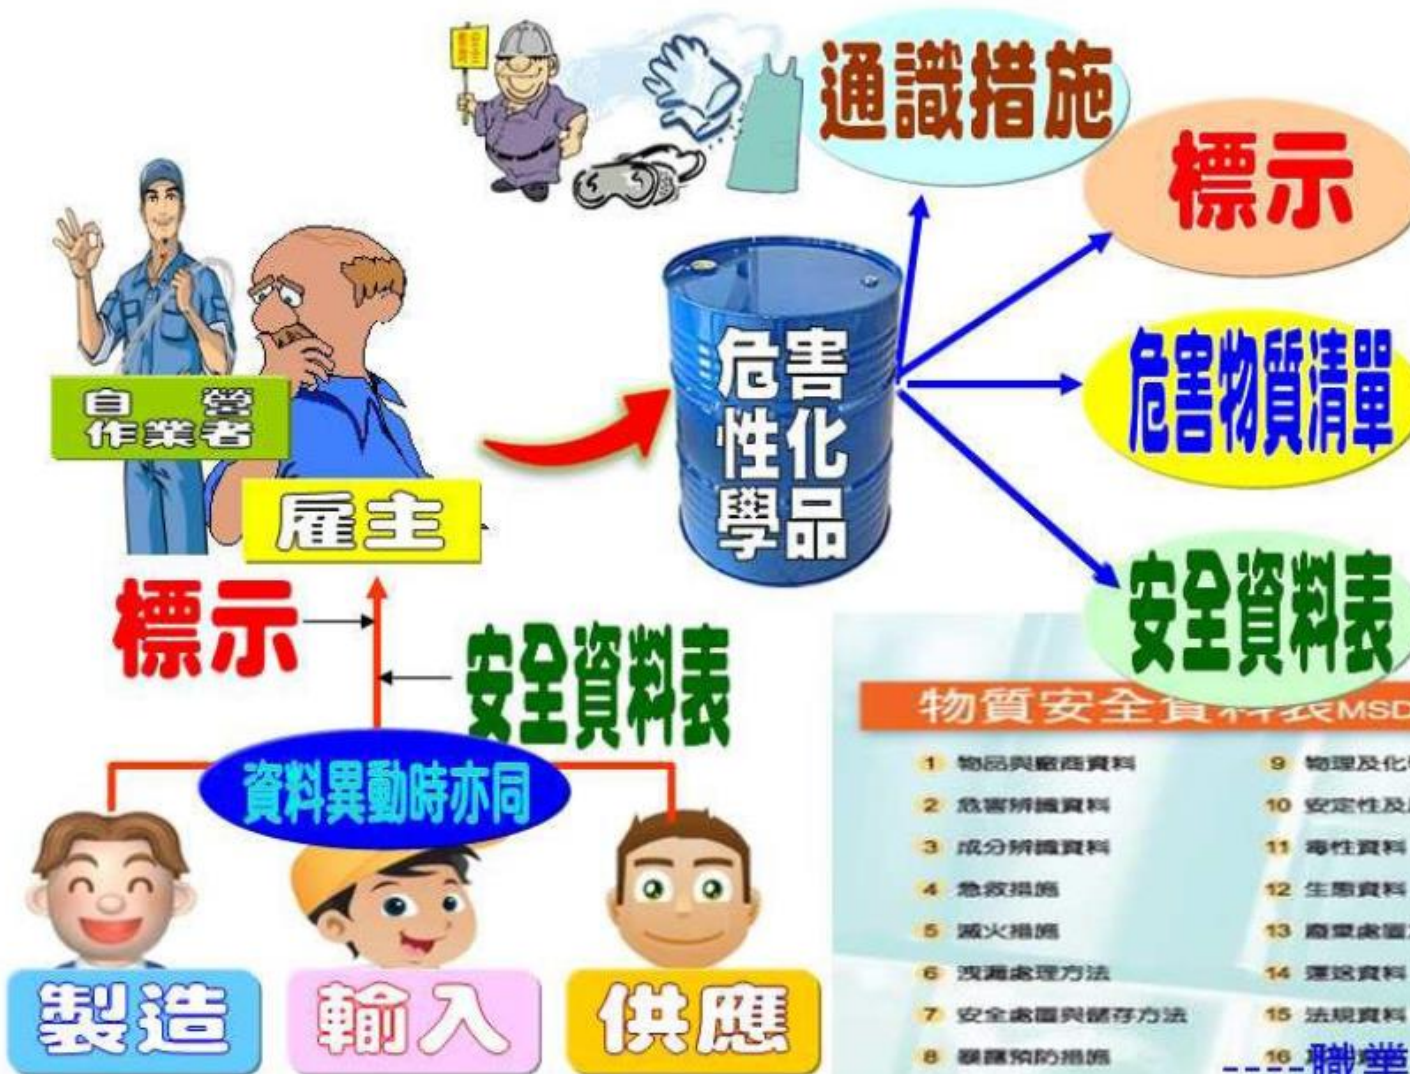 通識措施
標示
危害物質清單
安全資料表
危害
性化
學品
自營
作業者
雇主
標示
安全資料表
資料異動時亦同
製造
輸入
供應
物質安全資料表MSD
1 物品與廠商資料
2 危害辨識資料
3 成分辨識資料
4 急救措施
5 滅火措施
6 洩漏處理方法
7 安全處置與儲存方法
8 暴露預防措施
9 物理及化
10 安定性及
11 毒性資料
12 生態資料
13 廢棄處置
14 運送資料
15 法規資料
16
----職業